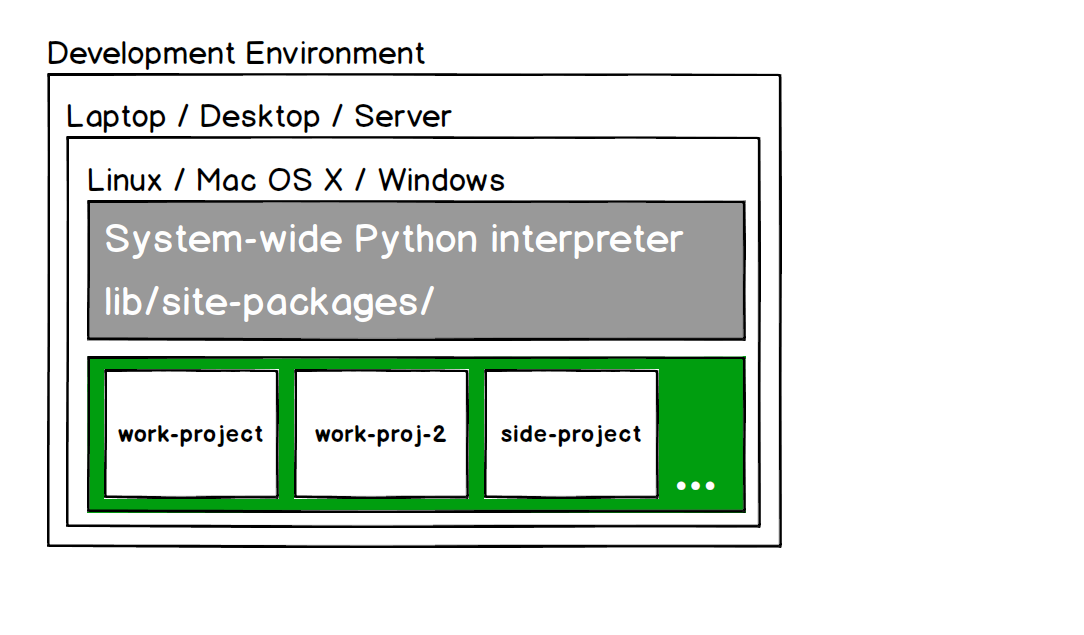 Development Environment
Laptop / Desktop / Server
Linux / Mac OS X / Windows
System-wide Python interpreter
lib/site-packages/
work-project
work-proj-2
side-project
...